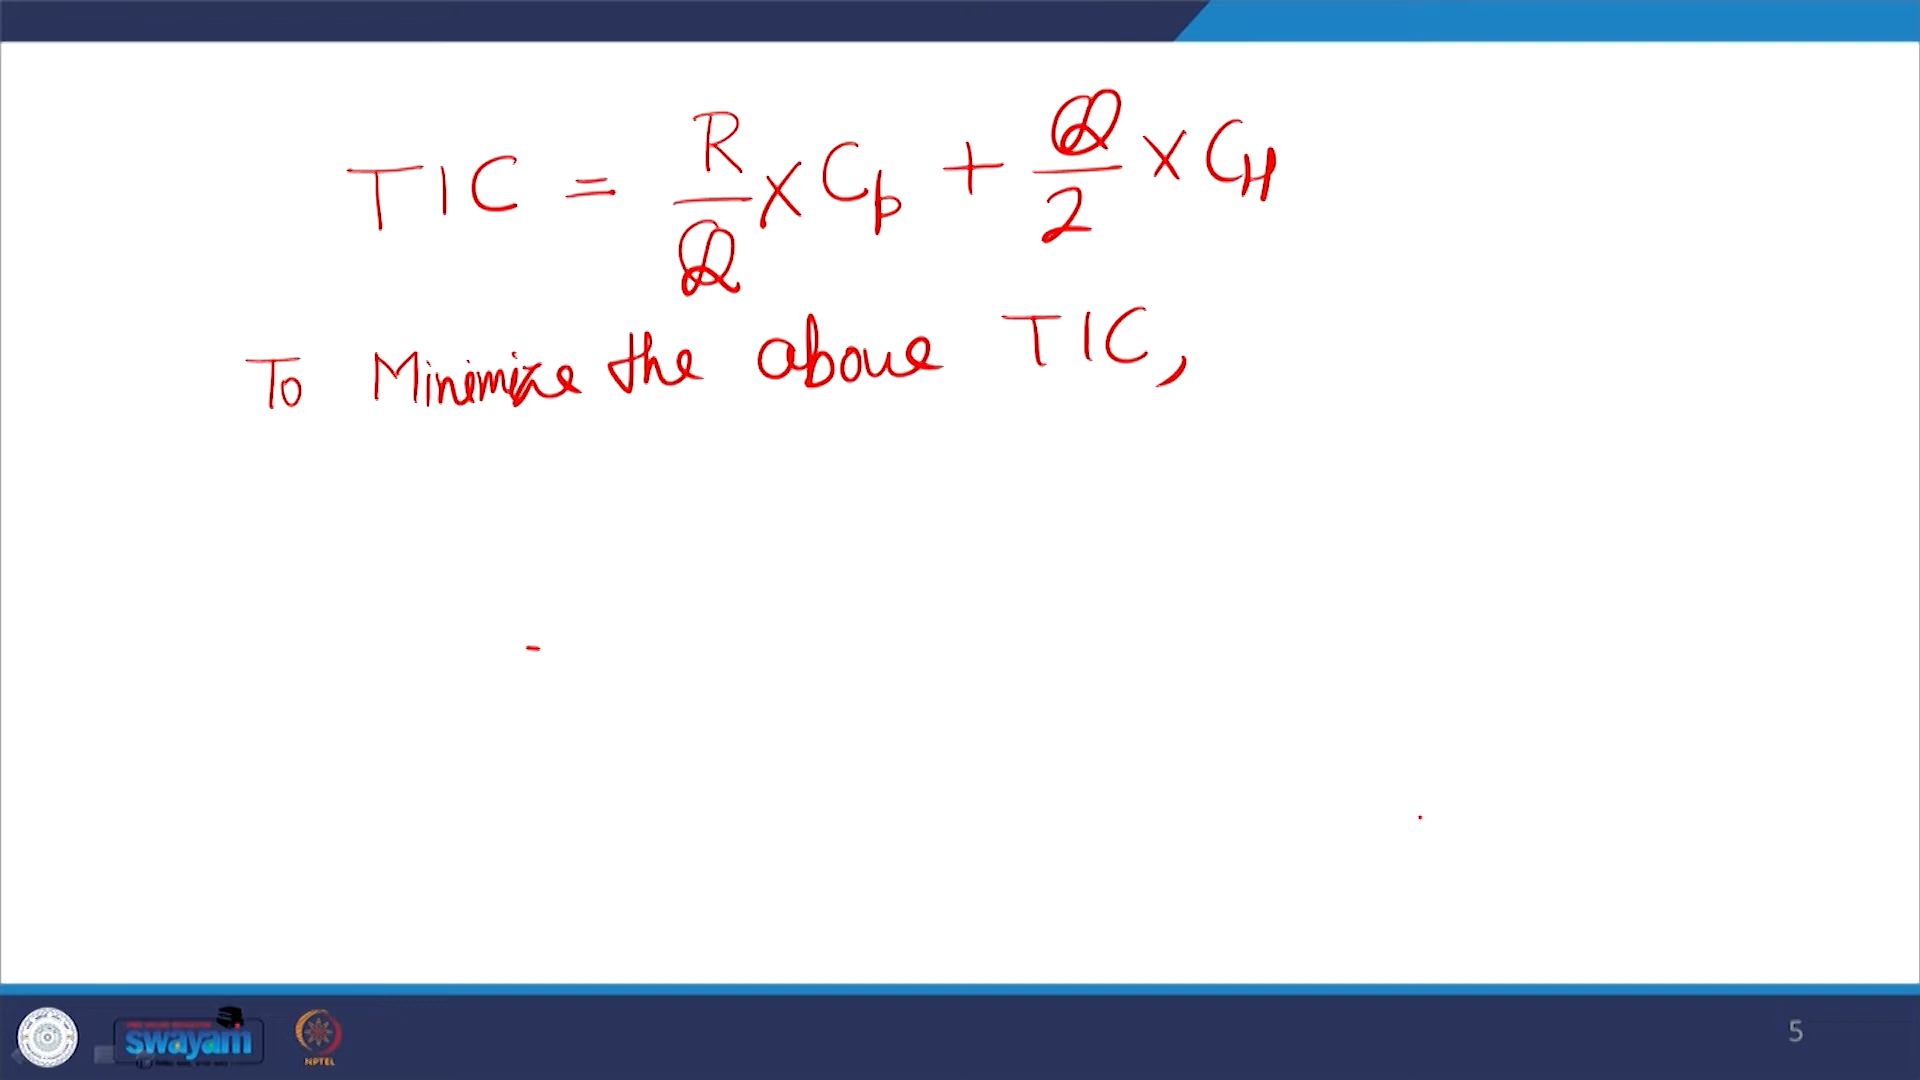 TIC = R/Q × Cp + Q/2 × CH
To Minimize the above TIC,
swayam
NPTEL
5